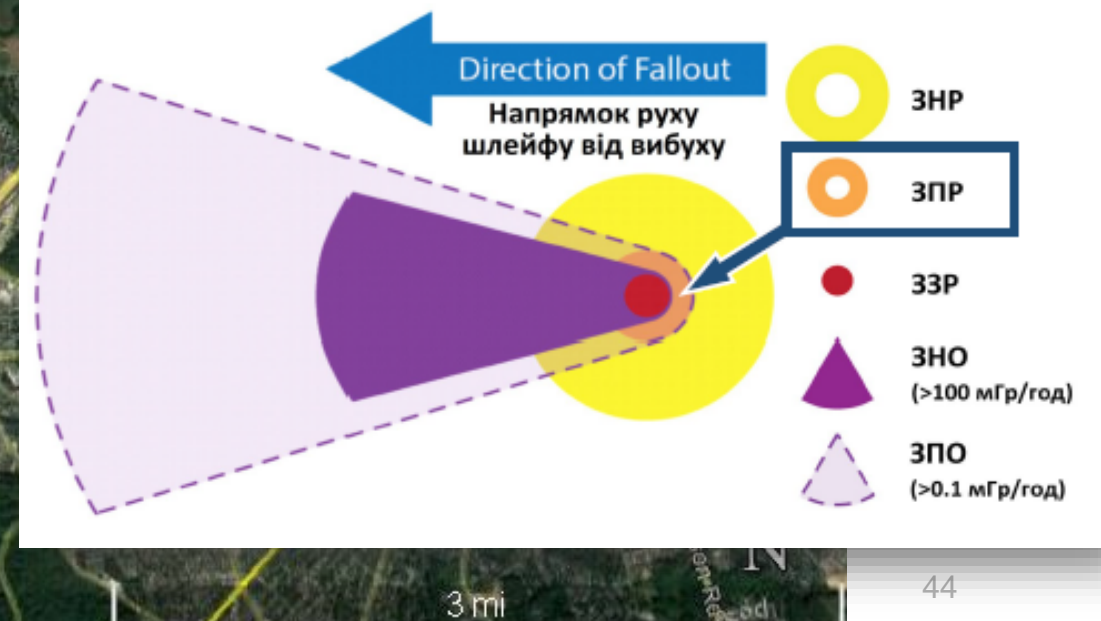 Direction of Fallout
Напрямок руху
шлейфу від вибуху
ЗНР
ЗПР
ЗЗР
ЗНО
(>100 мГр/год)
ЗПО
(>0.1 мГр/год)
N
3 mi
44